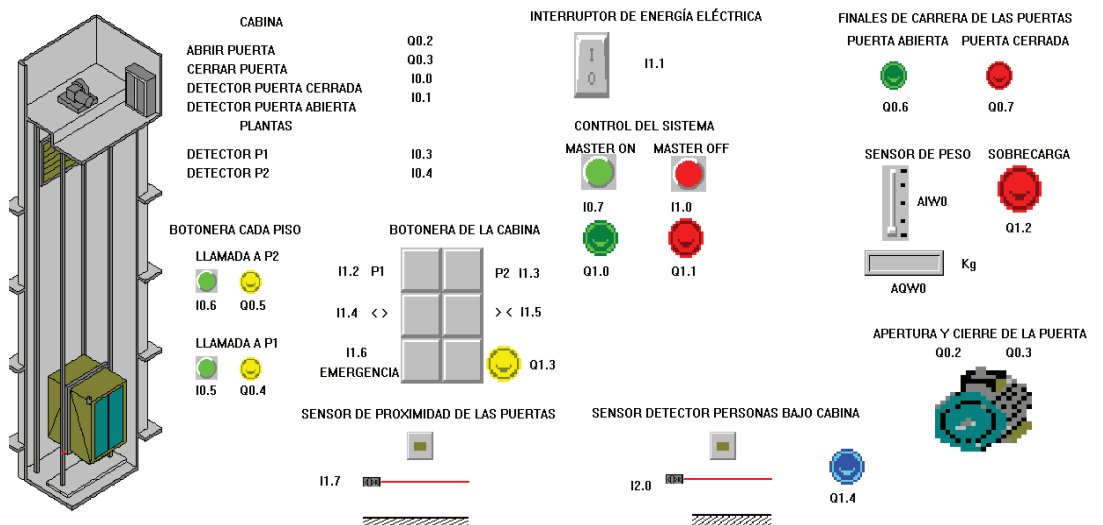 CABINA
ABRIR PUERTA Q0.2
CERRAR PUERTA Q0.3
DETECTOR PUERTA CERRADA I0.0
DETECTOR PUERTA ABIERTA I0.1
PLANTAS
DETECTOR P1 I0.3
DETECTOR P2 I0.4
BOTONERA CADA PISO
LLAMADA A P2
I0.6 Q0.5
LLAMADA A P1
I0.5 Q0.4
BOTONERA DE LA CABINA
I1.2 P1 P2 I1.3
I1.4 < > > < I1.5
I1.6
EMERGENCIA Q1.3
INTERRUPTOR DE ENERGÍA ELÉCTRICA
I
0
I1.1
CONTROL DEL SISTEMA
MASTER ON MASTER OFF
I0.7 I1.0
Q1.0 Q1.1
FINALES DE CARRERA DE LAS PUERTAS
PUERTA ABIERTA PUERTA CERRADA
Q0.6 Q0.7
SENSOR DE PESO SOBRECARGA
AIW0
Q1.2
Kg
AQW0
APERTURA Y CIERRE DE LA PUERTA
Q0.2 Q0.3
SENSOR DE PROXIMIDAD DE LAS PUERTAS
I1.7
SENSOR DETECTOR PERSONAS BAJO CABINA
I2.0
Q1.4